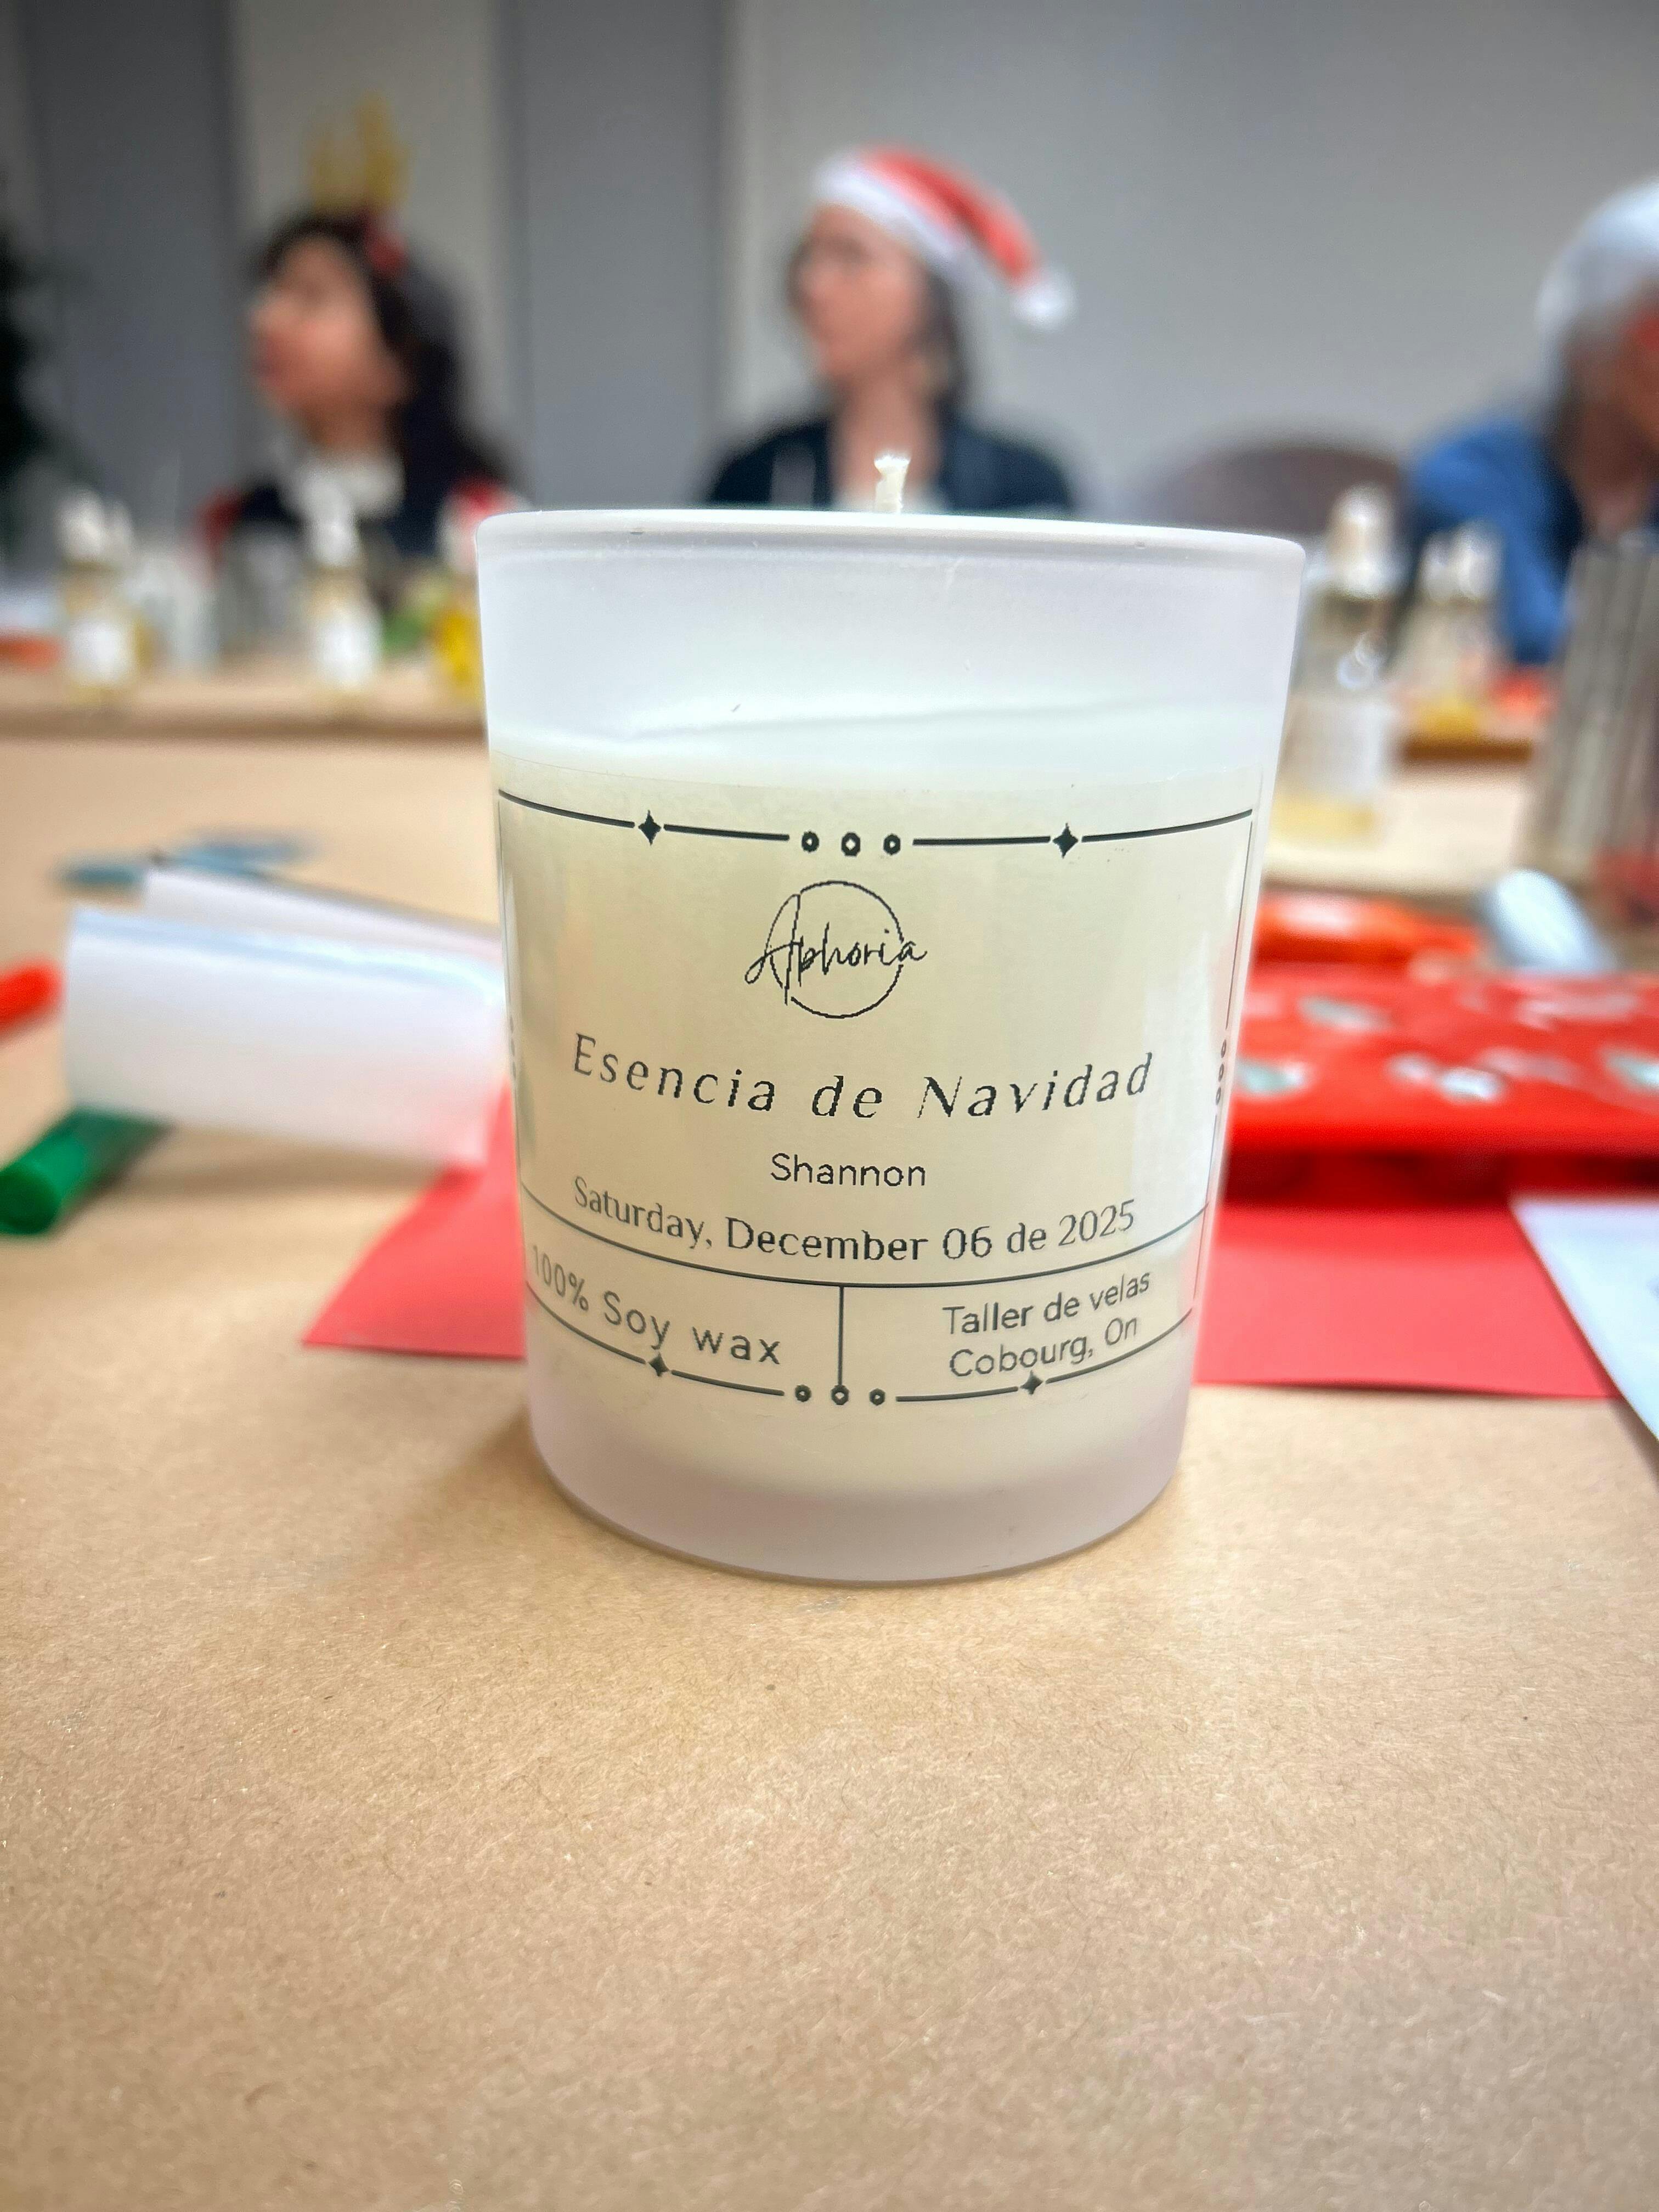 Aphoria
Esencia de Navidad
Shannon
Saturday, December 06 de 2025
100% Soy wax
Taller de velas
Cobourg, On